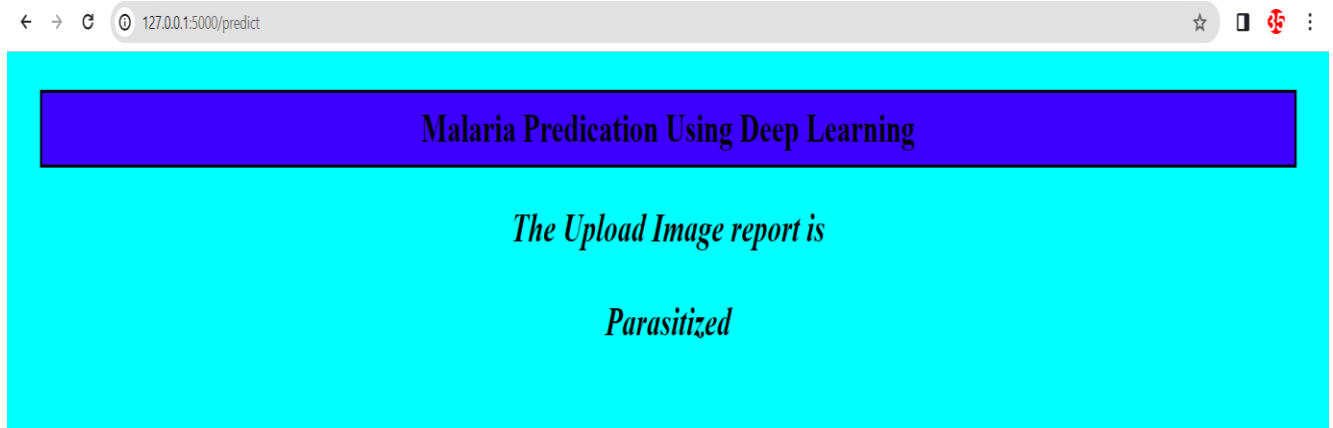 127.0.0.1:5000/predict
Malaria Predication Using Deep Learning
The Upload Image report is
Parasitized